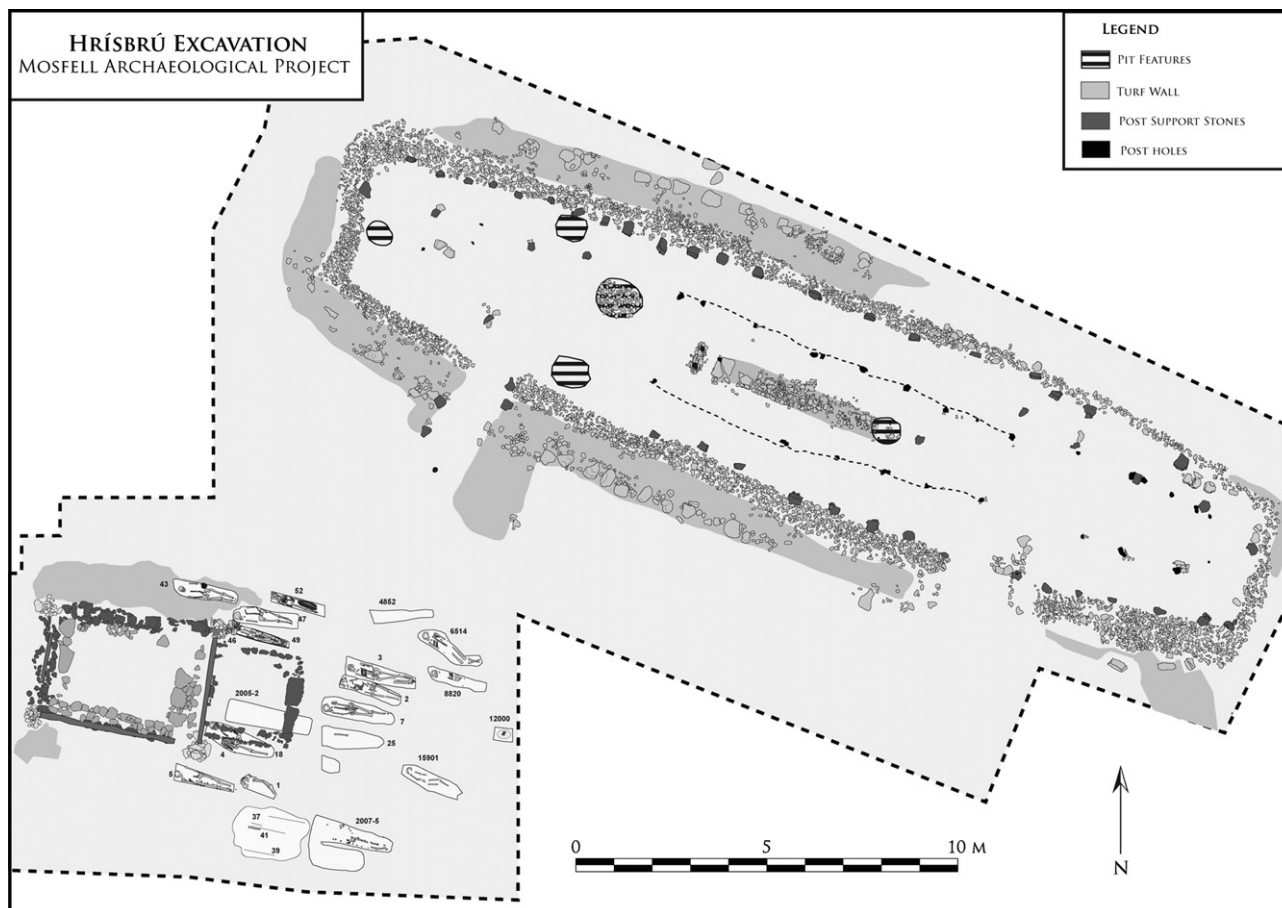 HRÍSBRÚ EXCAVATION
MOSFELL ARCHAEOLOGICAL PROJECT
LEGEND
PIT FEATURES
TURF WALL
POST SUPPORT STONES
POST HOLES
43
52
47
46
49
4852
6514
3
2
8820
2005-2
7
12000
25
4
18
15901
5
1
37
41
39
2007-5
0
5
10 M
N